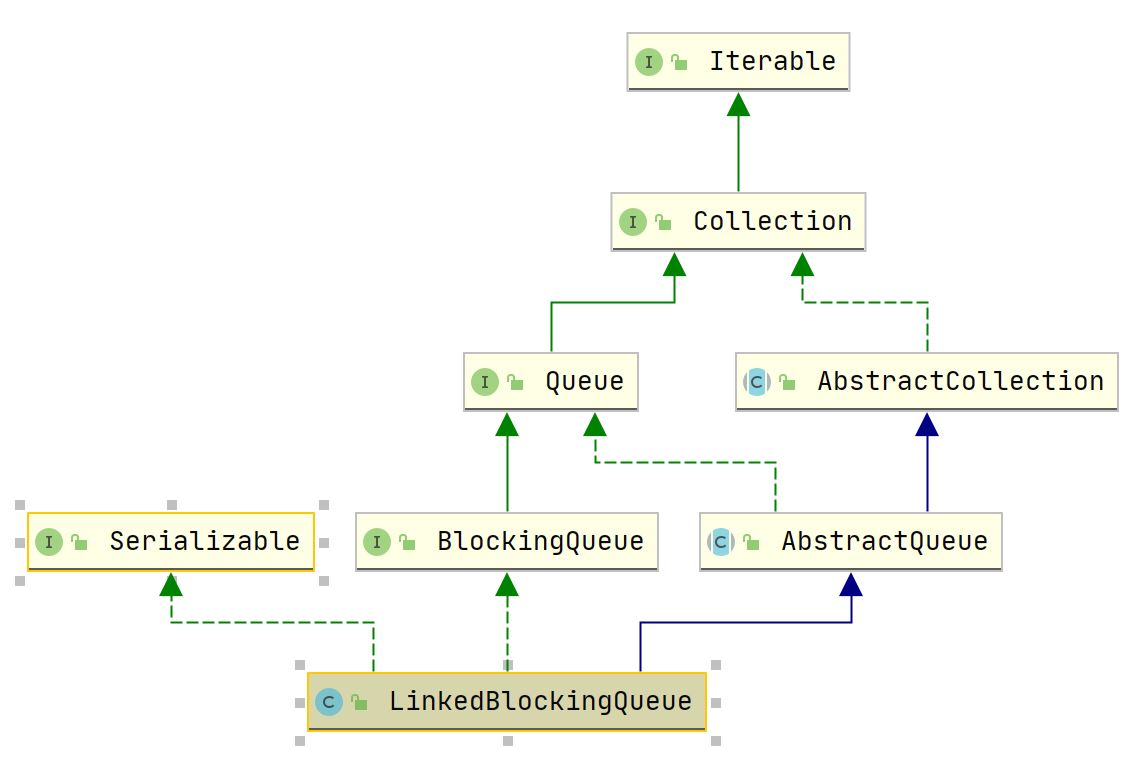 I Iterable
I Collection
I Queue
C AbstractCollection
I Serializable
I BlockingQueue
C AbstractQueue
C LinkedBlockingQueue